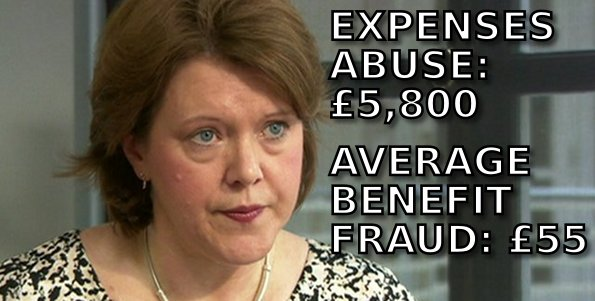 EXPENSES
ABUSE:
£5,800
AVERAGE
BENEFIT
FRAUD: £55